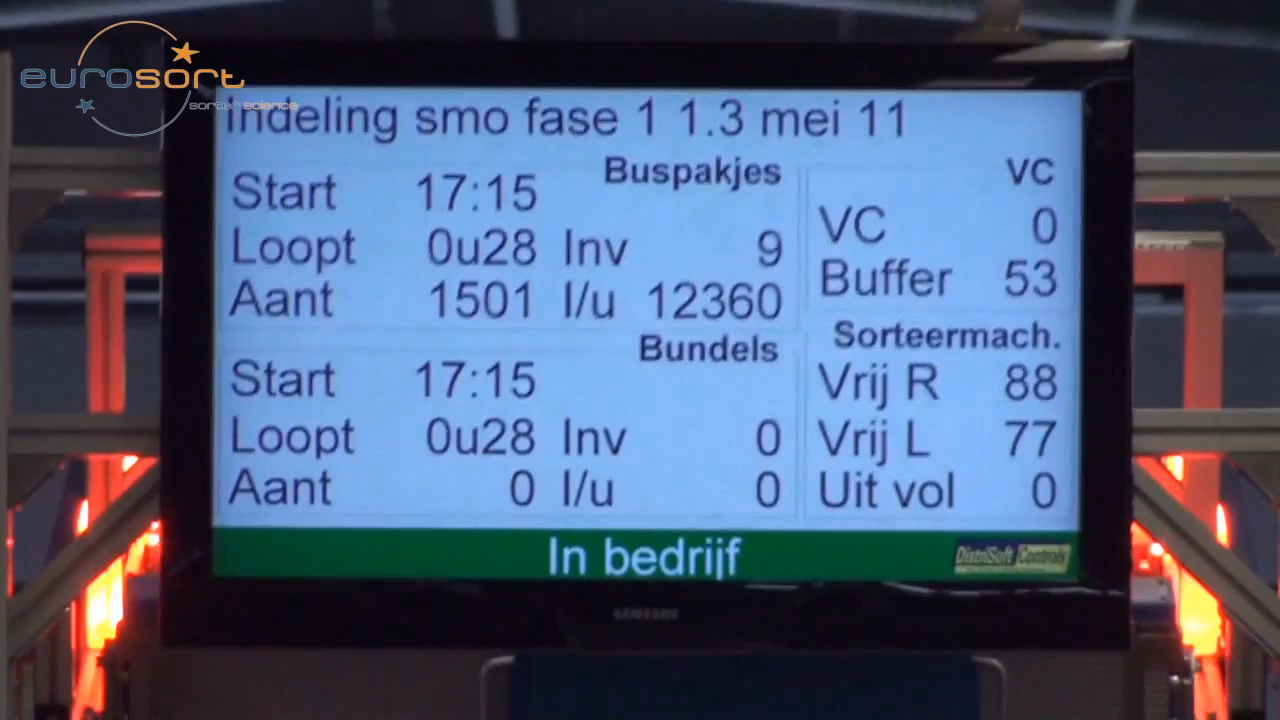 eurosort
sorter science
Indeling smo fase 1 1.3 mei 11
Buspakjes
Start 17:15
Loopt 0u28 Inv 9
Aant 1501 I/u 12360
Bundels
Start 17:15
Loopt 0u28 Inv 0
Aant 0 I/u 0
VC
VC 0
Buffer 53
Sorteermach.
Vrij R 88
Vrij L 77
Uit vol 0
In bedrijf
DistriSoft Controls
SAMSUNG